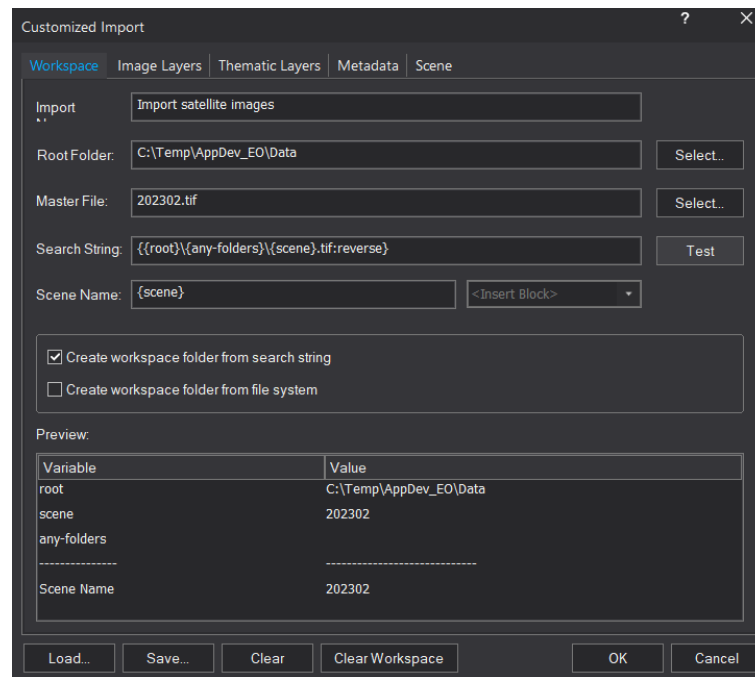 Customized Import ? X
Workspace Image Layers Thematic Layers Metadata Scene
Import Import satellite images
Root Folder: C:\Temp\AppDev_EO\Data Select..
Master File: 202302.tif Select..
Search String: {{root}\{any-folders}\{scene}.tif:reverse} Test
Scene Name: {scene} <Insert Block>
Create workspace folder from search string
Create workspace folder from file system
Preview:
Variable Value
root C:\Temp\AppDev_EO\Data
scene 202302
any-folders
--------------- -----------------------------
Scene Name 202302
Load... Save... Clear Clear Workspace OK Cancel